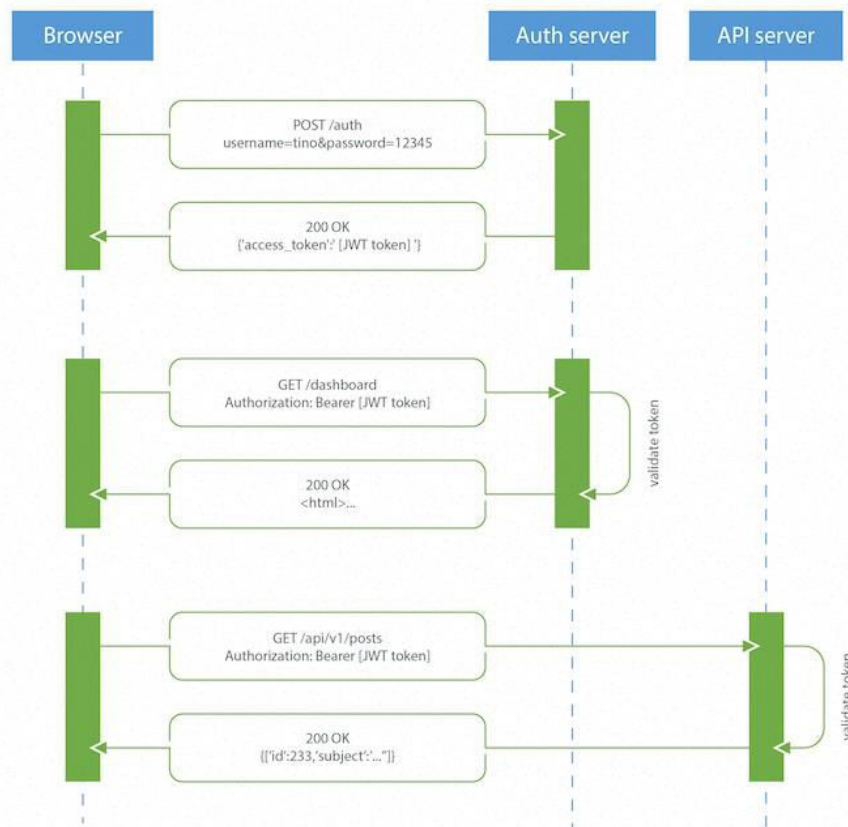 Browser
Auth server
API server
POST /auth
username=tino&password=12345
200 OK
{'access_token':' [JWT token] '}
GET /dashboard
Authorization: Bearer [JWT token]
validate token
200 OK
<html>...
GET /api/v1/posts
Authorization: Bearer [JWT token]
validate token
200 OK
{['id':233,'subject':'..."]}